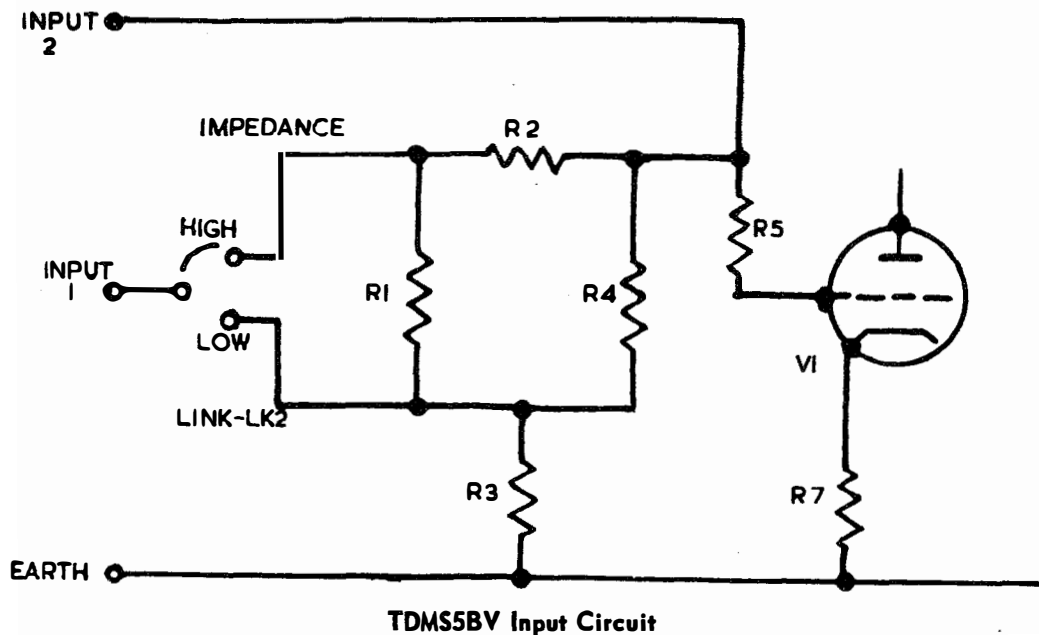 INPUT
2
IMPEDANCE
R2
HIGH
R5
INPUT
1
R1
R4
LOW
V1
LINK-LK2
R3
R7
EARTH
TDMS5BV Input Circuit